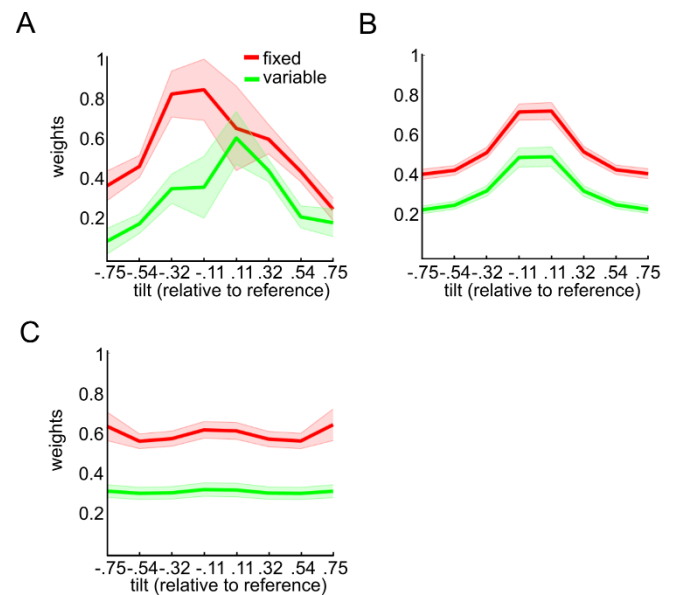 A
1
0.8
0.6
0.4
0.2
weights
fixed
variable
-.75 -.54 -.32 -.11 .11 .32 .54 .75
tilt (relative to reference)
B
1
0.8
0.6
0.4
0.2
-.75 -.54 -.32 -.11 .11 .32 .54 .75
tilt (relative to reference)
C
1
0.8
0.6
0.4
0.2
weights
-.75 -.54 -.32 -.11 .11 .32 .54 .75
tilt (relative to reference)